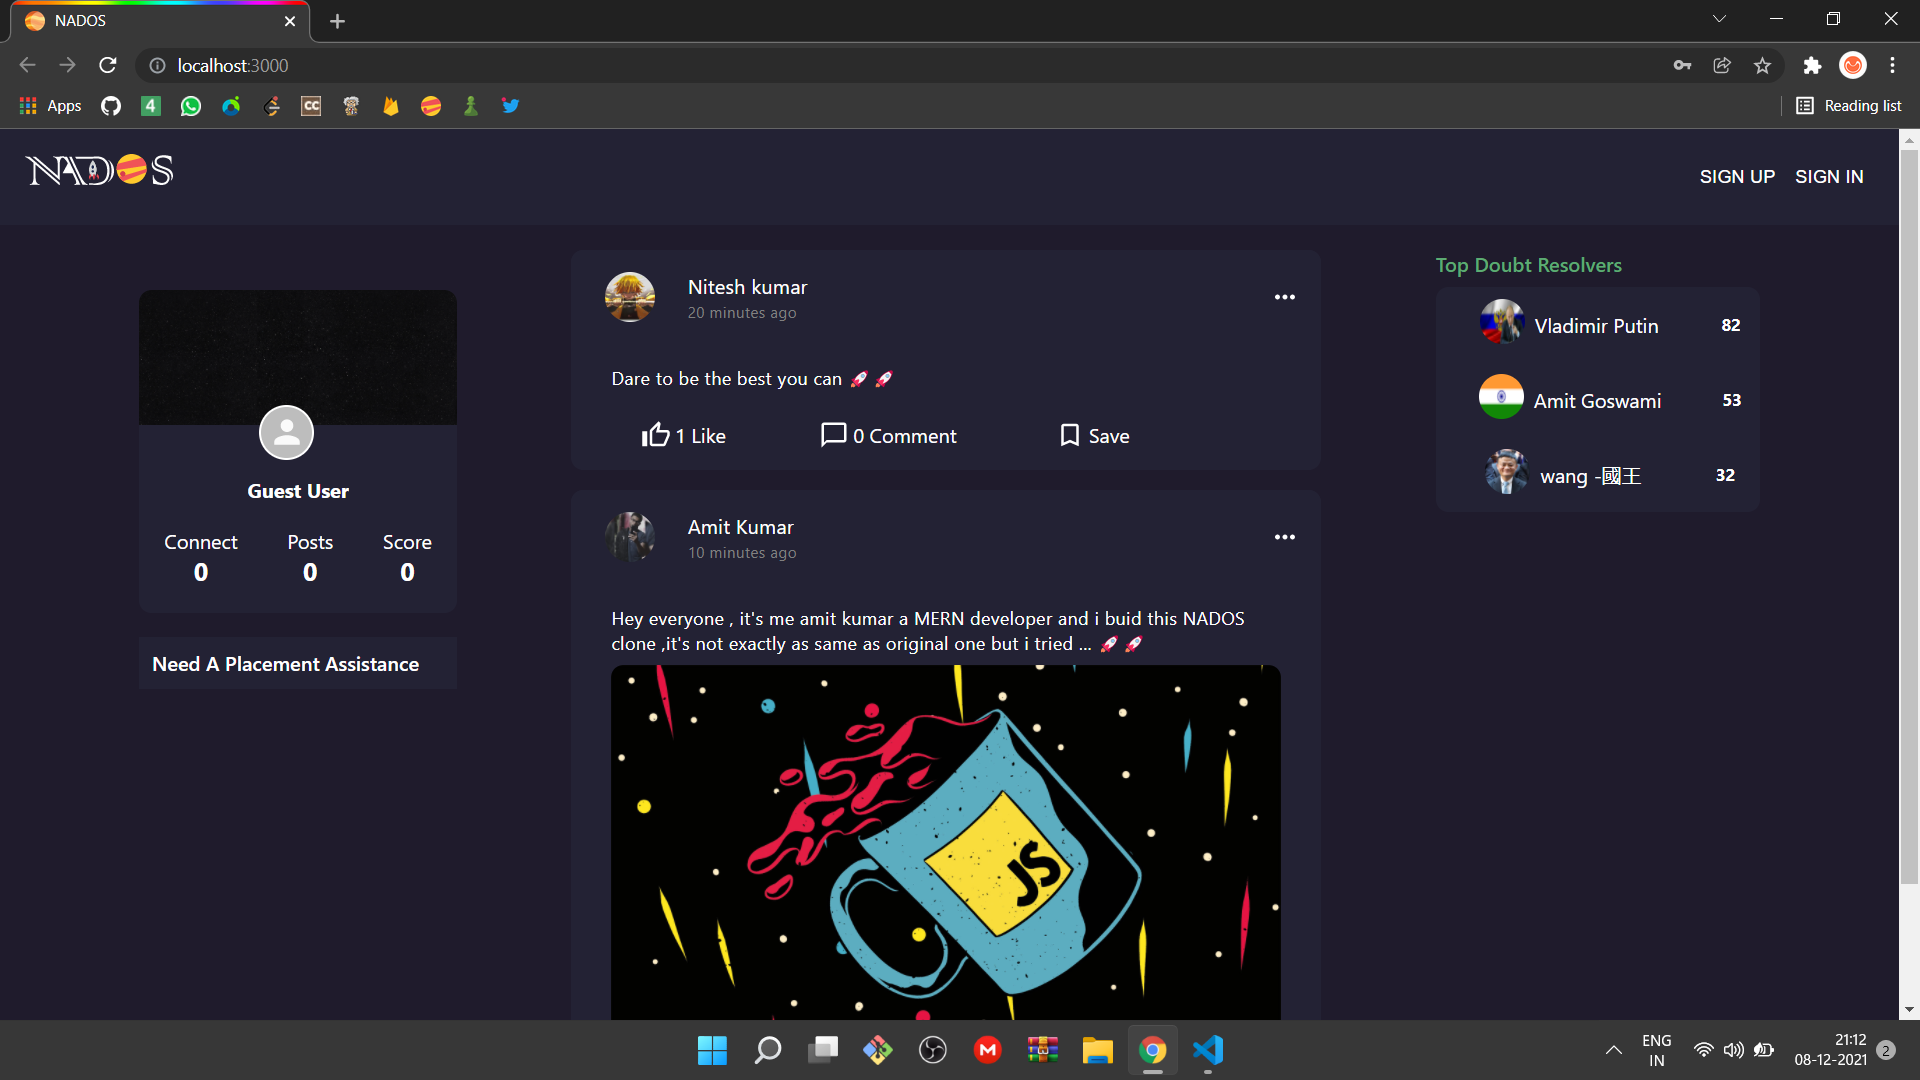 NADOS
localhost:3000
Apps
4
CC
Reading list
NADOS
SIGN UP
SIGN IN
Guest User
Connect
Posts
Score
0
0
0
Need A Placement Assistance
Nitesh kumar
20 minutes ago
Dare to be the best you can 🚀 🚀
1 Like
0 Comment
Save
Amit Kumar
10 minutes ago
Hey everyone , it's me amit kumar a MERN developer and i buid this NADOS
clone ,it's not exactly as same as original one but i tried ... 🚀 🚀
JS
Top Doubt Resolvers
Vladimir Putin 82
Amit Goswami 53
wang -國王 32
M
ENG
IN
21:12
08-12-2021
2